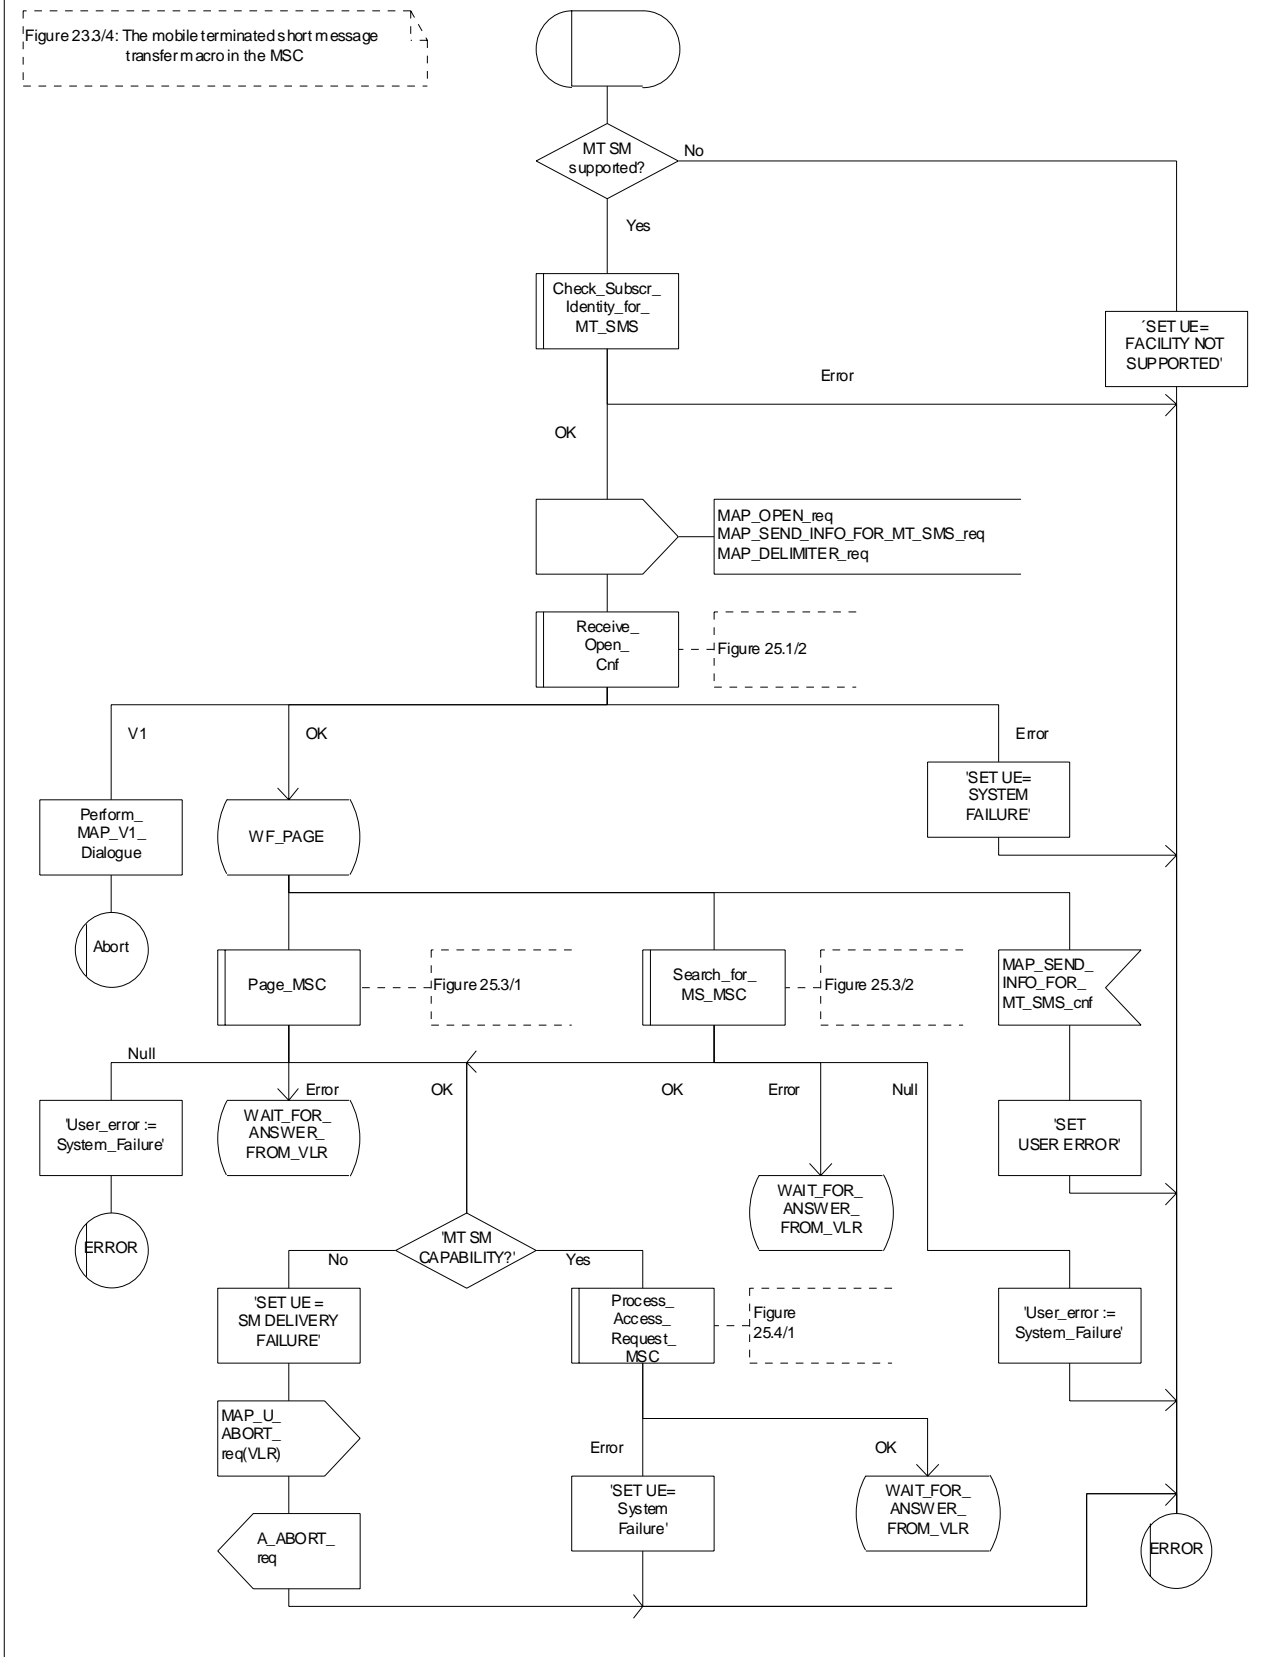 Figure 23.3/4: The mobile terminated short message
transfer macro in the MSC
MT SM
supported?
No
Yes
Check_Subscr_
Identity_for_
MT_SMS
´SET UE=
FACILITY NOT
SUPPORTED'
Error
OK
MAP_OPEN_req
MAP_SEND_INFO_FOR_MT_SMS_req
MAP_DELIMITER_req
Receive_
Open_
Cnf
Figure 25.1/2
V1
OK
Error
'SET UE=
SYSTEM
FAILURE'
Perform_
MAP_V1_
Dialogue
WF_PAGE
Abort
Page_MSC
Figure 25.3/1
Search_for_
MS_MSC
Figure 25.3/2
MAP_SEND_
INFO_FOR_
MT_SMS_cnf
Null
Error
OK
OK
Error
Null
'User_error :=
System_Failure'
WAIT_FOR_
ANSWER_
FROM_VLR
'SET
USER ERROR'
WAIT_FOR_
ANSWER_
FROM_VLR
ERROR
'MT SM
CAPABILITY?'
No
Yes
'SET UE =
SM DELIVERY
FAILURE'
Process_
Access_
Request_
MSC
Figure
25.4/1
'User_error :=
System_Failure'
MAP_U_
ABORT_
req(VLR)
Error
OK
'SET UE=
System
Failure'
WAIT_FOR_
ANSWER_
FROM_VLR
A_ABORT_
req
ERROR